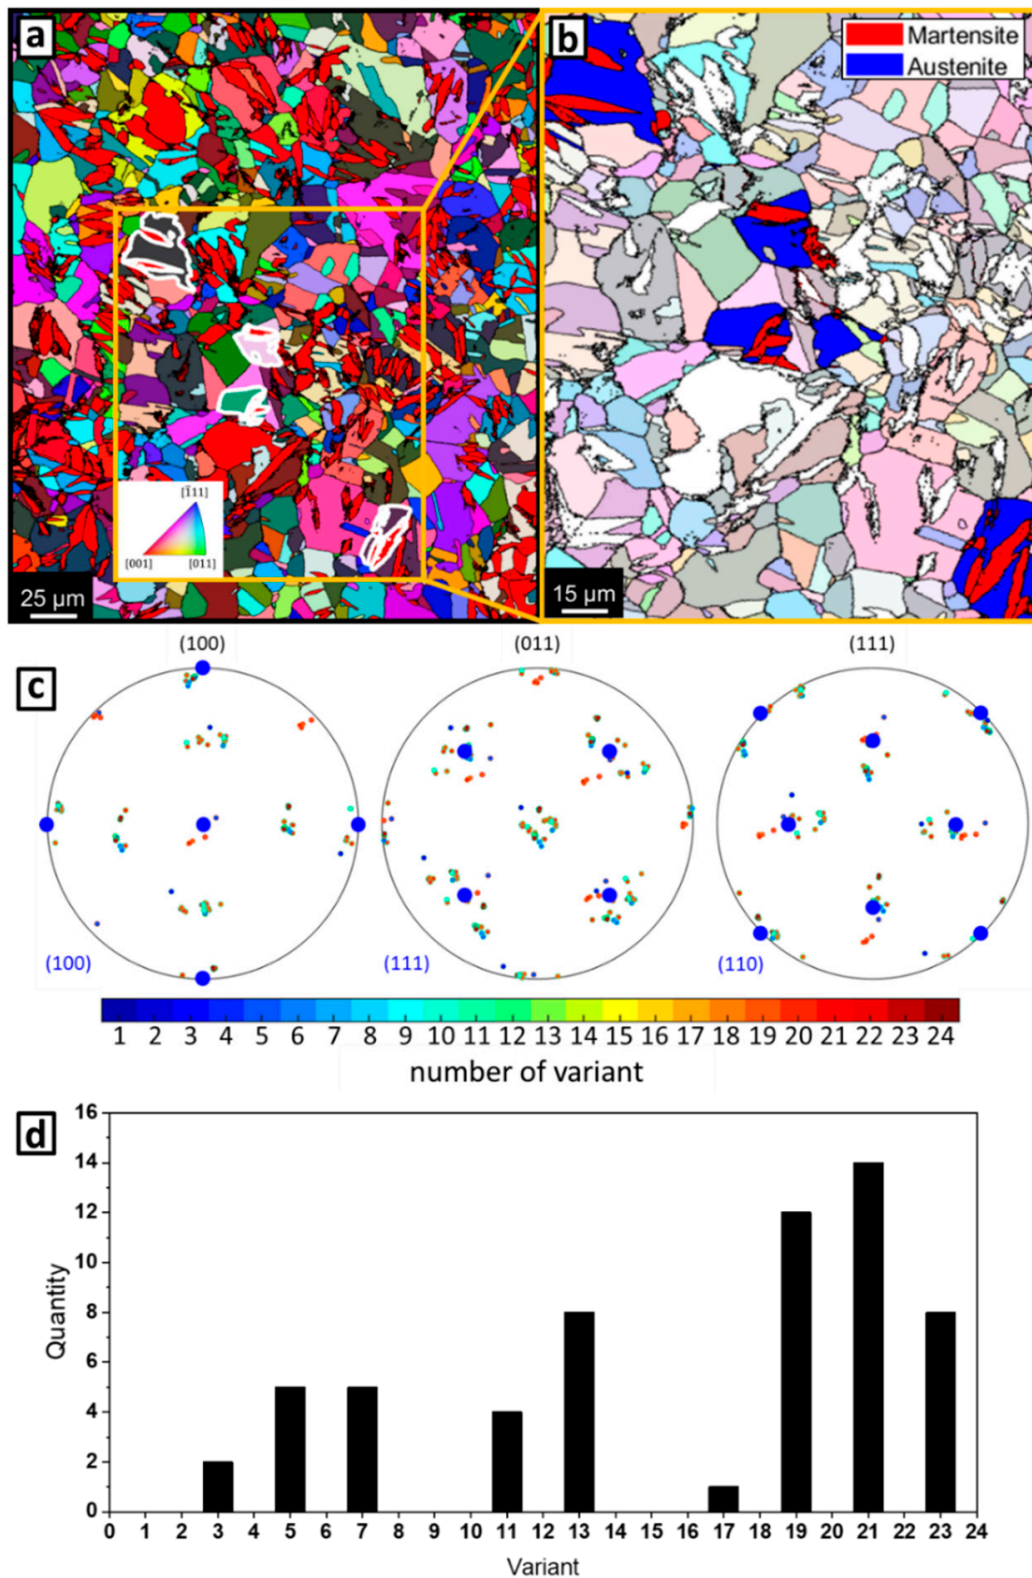 a
b
Martensite
Austenite
[1̄11]
[001]
[011]
25 μm
15 μm
c
(100)
(011)
(111)
(100)
(111)
(110)
1 2 3 4 5 6 7 8 9 10 11 12 13 14 15 16 17 18 19 20 21 22 23 24
number of variant
d
16
14
12
10
8
6
4
2
0
Quantity
0 1 2 3 4 5 6 7 8 9 10 11 12 13 14 15 16 17 18 19 20 21 22 23 24
Variant